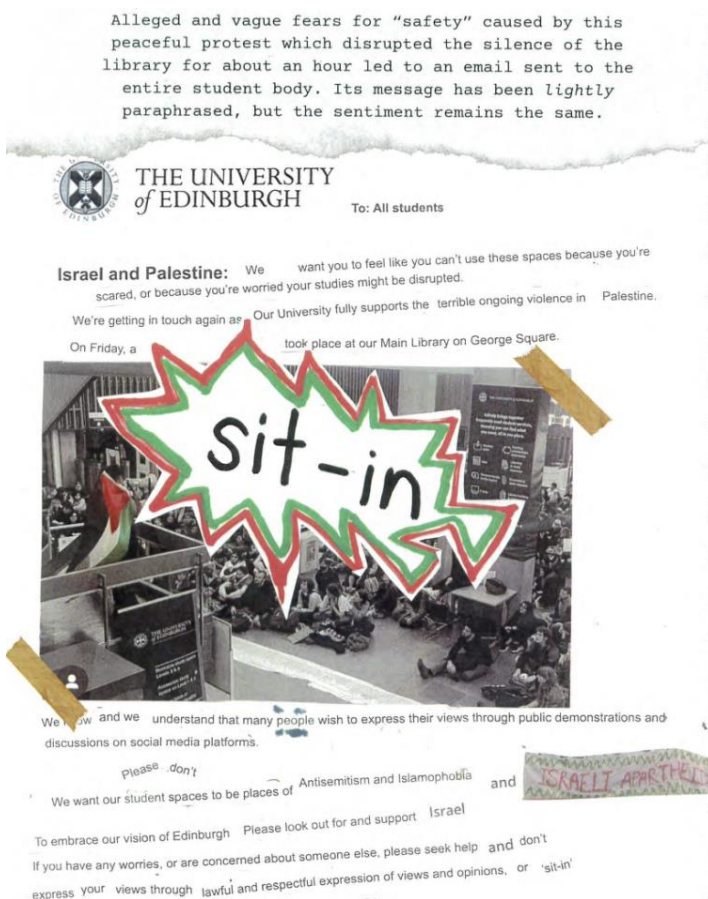 Alleged and vague fears for “safety” caused by this
peaceful protest which disrupted the silence of the
library for about an hour led to an email sent to the
entire student body. Its message has been lightly
paraphrased, but the sentiment remains the same.
THE UNIVERSITY
of EDINBURGH
To: All students
Israel and Palestine: We want you to feel like you can't use these spaces because you're
scared, or because you're worried your studies might be disrupted.
We're getting in touch again as Our University fully supports the terrible ongoing violence in Palestine.
On Friday, a took place at our Main Library on George Square.
sit-in
THE UNIVERSITY
of EDINBURGH
We and we understand that many people wish to express their views through public demonstrations and
discussions on social media platforms.
Please don't
We want our student spaces to be places of Antisemitism and Islamophobia and ISRAELI APARTHEID
To embrace our vision of Edinburgh Please look out for and support Israel
If you have any worries, or are concerned about someone else, please seek help and don't
express your views through lawful and respectful expression of views and opinions, or 'sit-in'